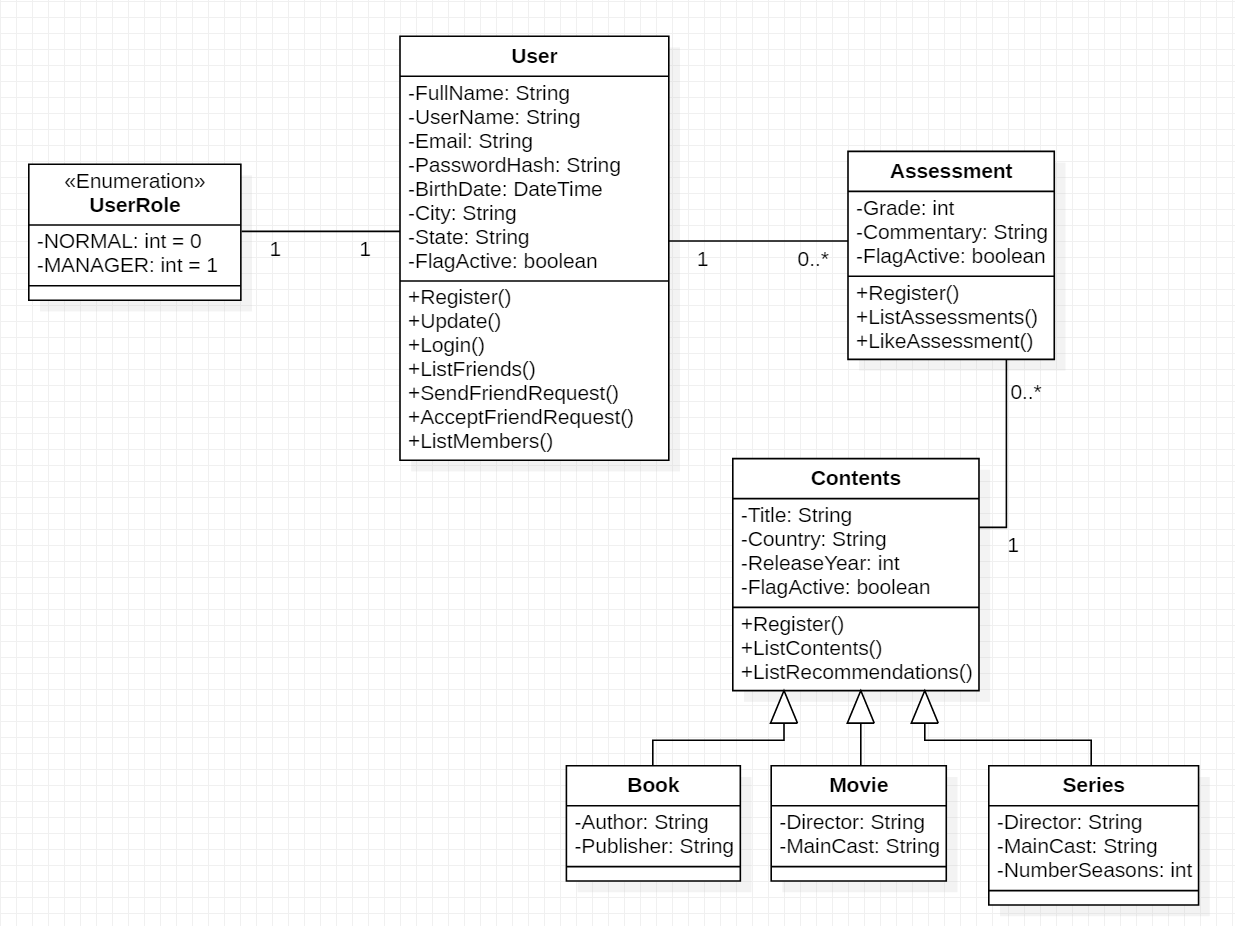 «Enumeration»
UserRole
-NORMAL: int = 0
-MANAGER: int = 1
1
1
User
-FullName: String
-UserName: String
-Email: String
-PasswordHash: String
-BirthDate: DateTime
-City: String
-State: String
-FlagActive: boolean
+Register()
+Update()
+Login()
+ListFriends()
+SendFriendRequest()
+AcceptFriendRequest()
+ListMembers()
1
0..*
Assessment
-Grade: int
-Commentary: String
-FlagActive: boolean
+Register()
+ListAssessments()
+LikeAssessment()
0..*
1
Contents
-Title: String
-Country: String
-ReleaseYear: int
-FlagActive: boolean
+Register()
+ListContents()
+ListRecommendations()
Book
-Author: String
-Publisher: String
Movie
-Director: String
-MainCast: String
Series
-Director: String
-MainCast: String
-NumberSeasons: int